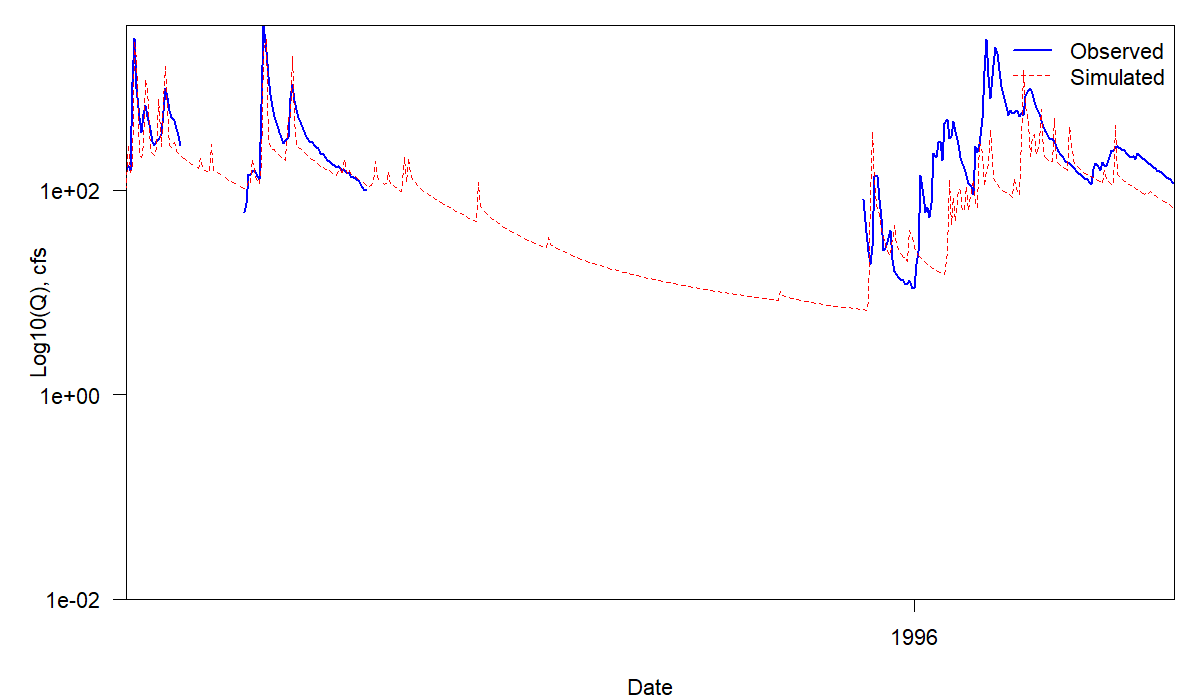 Observed
Simulated
1e+02
Log10(Q), cfs
1e+00
1e-02
1996
Date